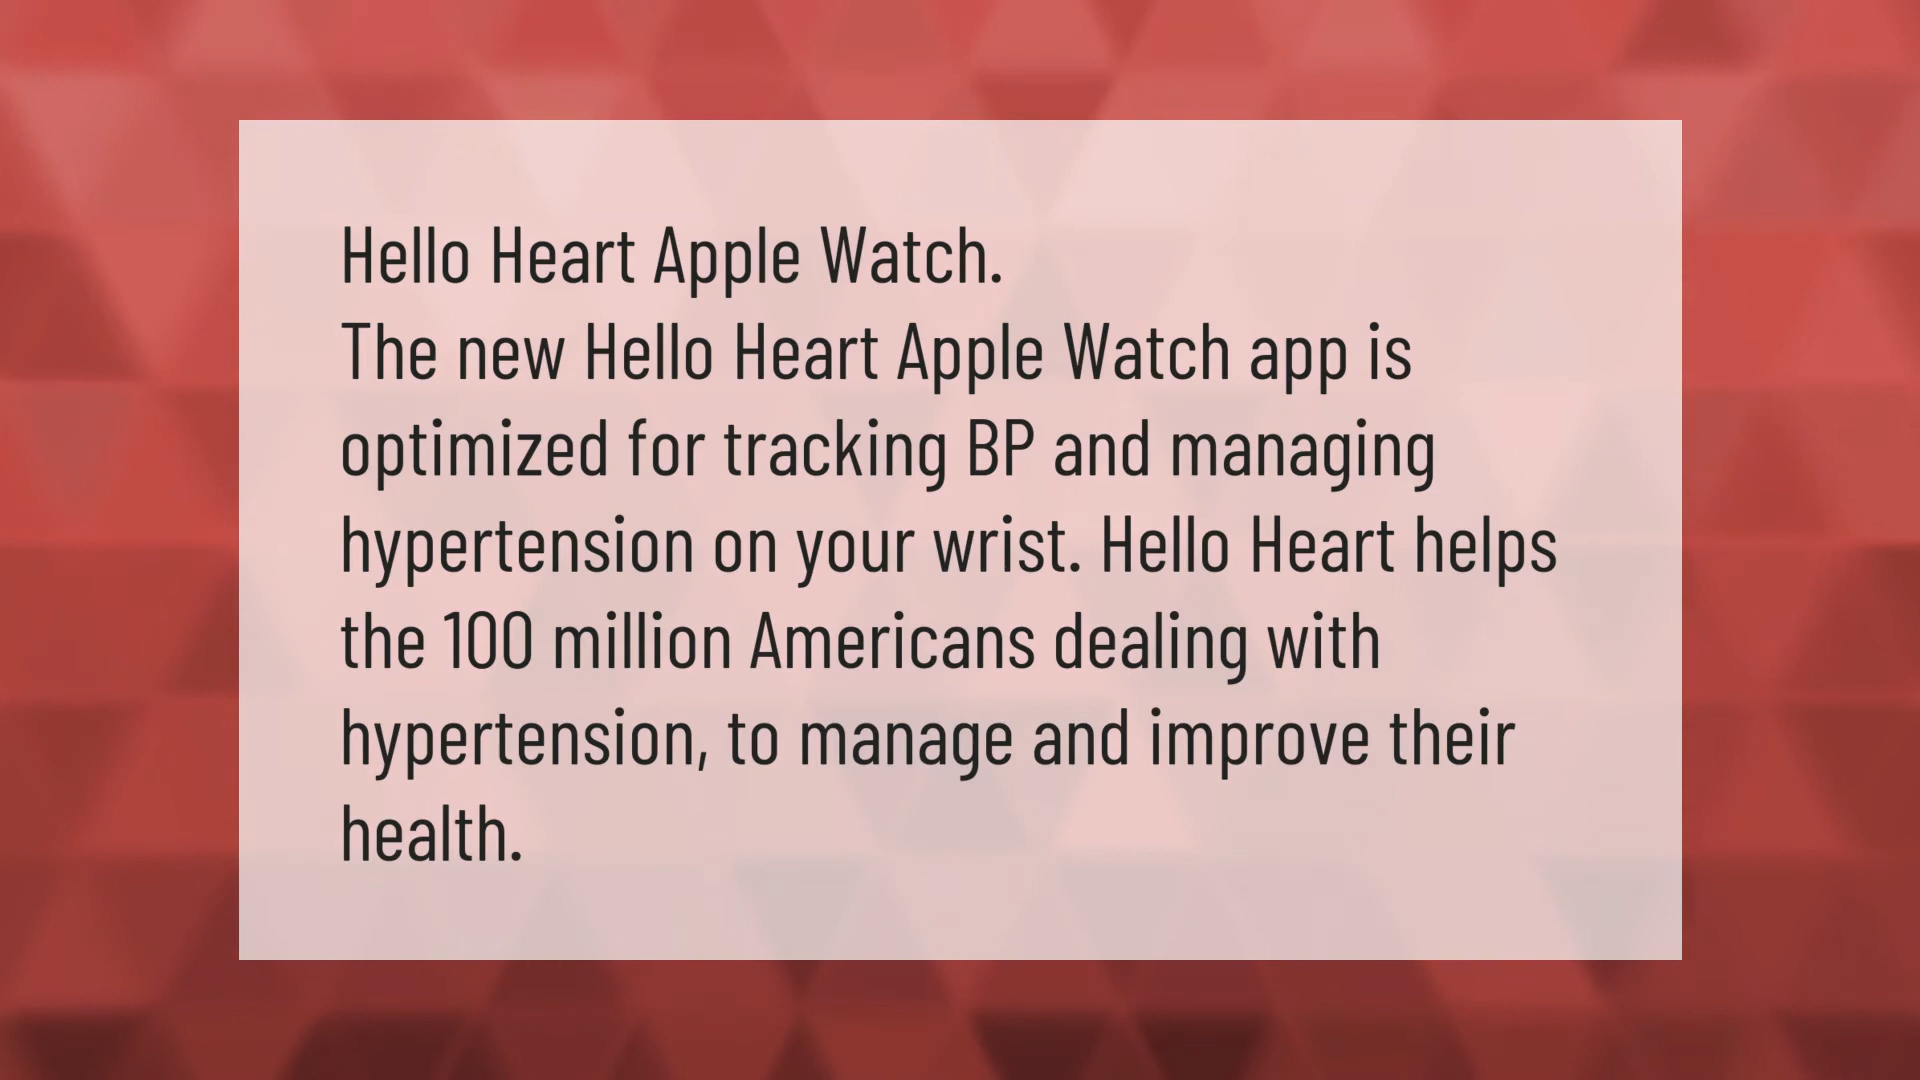 Hello Heart Apple Watch.
The new Hello Heart Apple Watch app is
optimized for tracking BP and managing
hypertension on your wrist. Hello Heart helps
the 100 million Americans dealing with
hypertension, to manage and improve their
health.